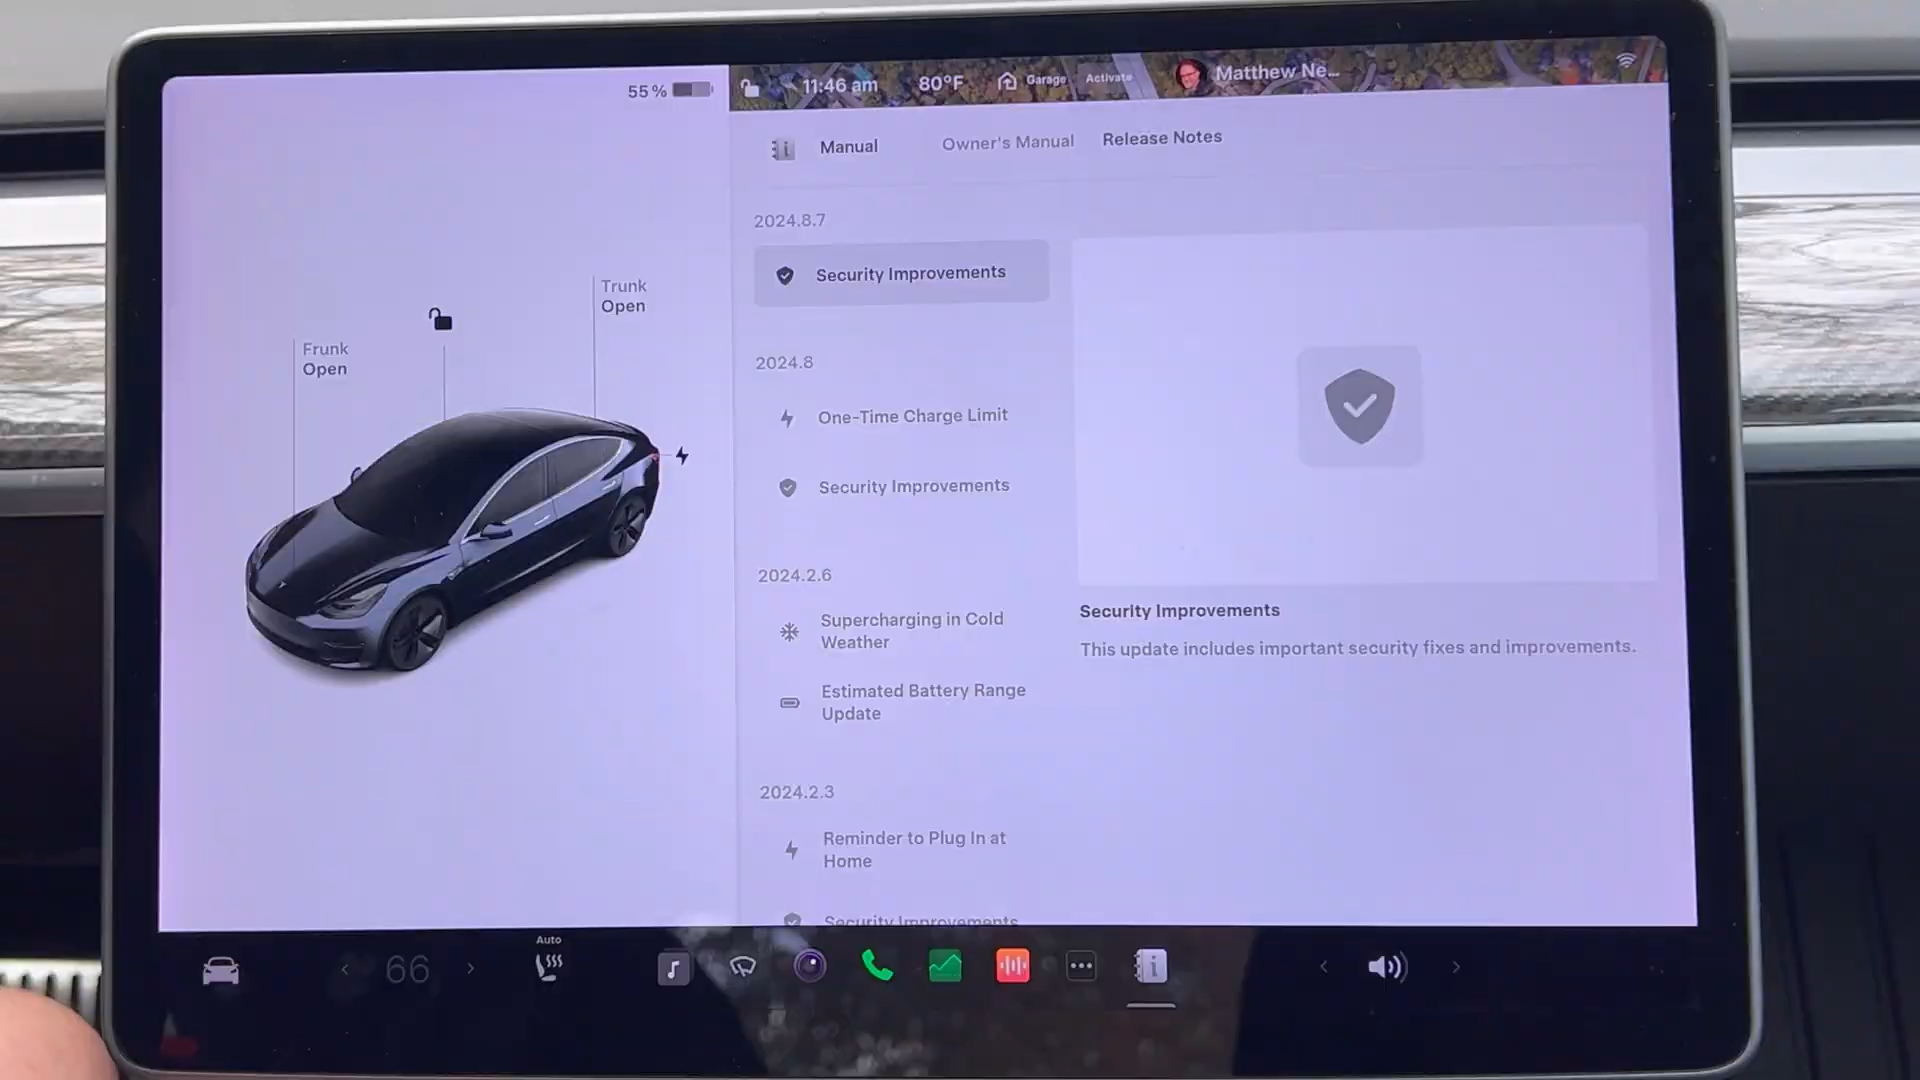 55%
11:46 am
80°F
Garage
Activate
Matthew Ne...
Manual
Owner's Manual
Release Notes
Trunk
Open
Frunk
Open
2024.8.7
Security Improvements
2024.8
One-Time Charge Limit
Security Improvements
2024.2.6
Supercharging in Cold
Weather
Estimated Battery Range
Update
2024.2.3
Reminder to Plug In at
Home
Security Improvements
Security Improvements
This update includes important security fixes and improvements.
66
Auto